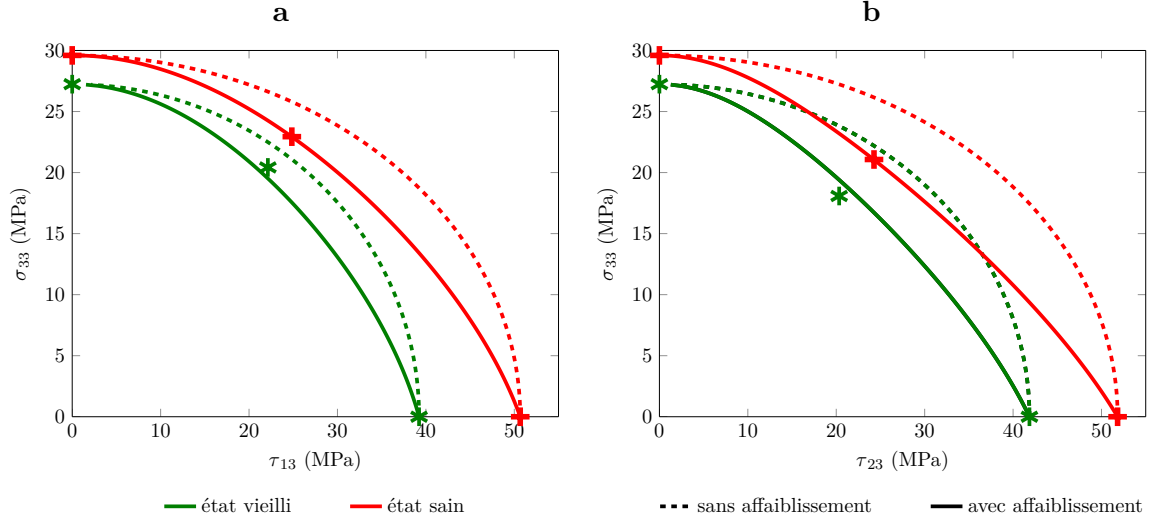 a
b
30
25
20
15
10
5
0
σ33 (MPa)
0 10 20 30 40 50
τ13 (MPa)
30
25
20
15
10
5
0
σ33 (MPa)
0 10 20 30 40 50
τ23 (MPa)
état vieilli
état sain
sans affaiblissement
avec affaiblissement